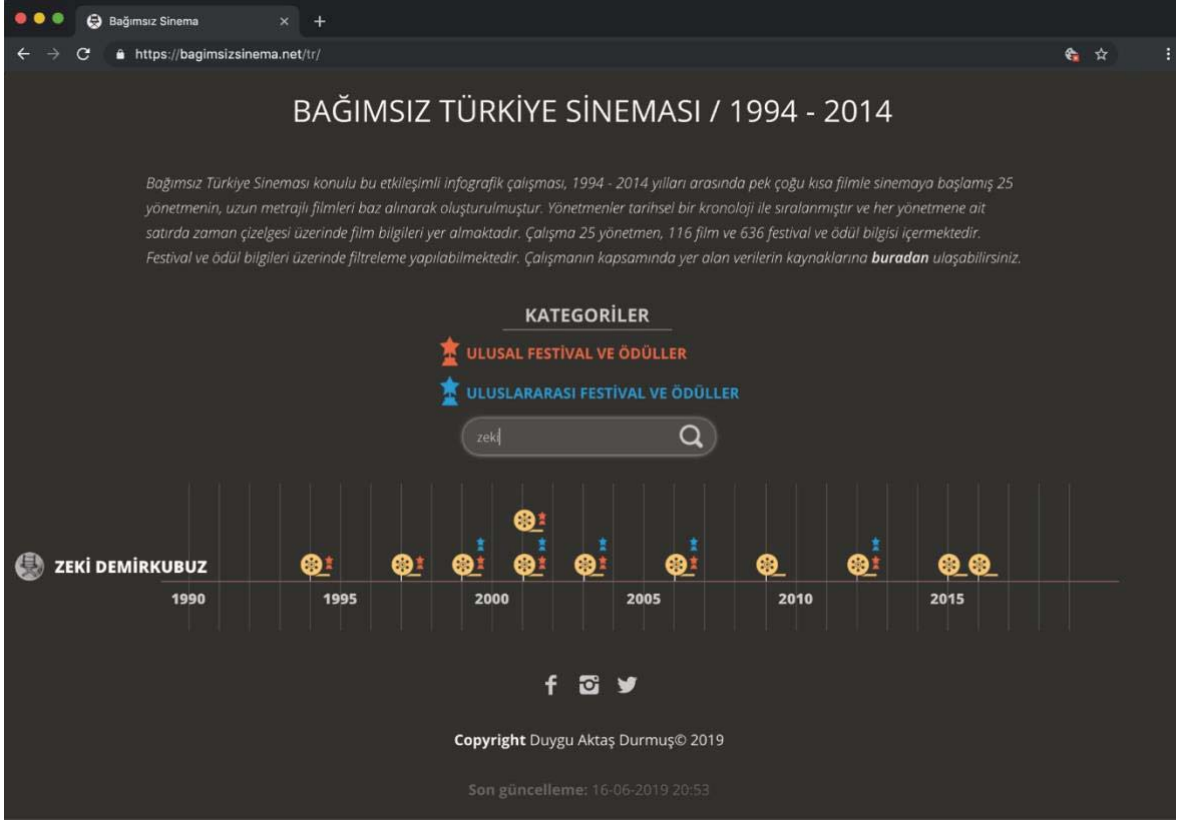 Bağımsız Sinema
https://bagimsizsinema.net/tr/
BAĞIMSIZ TÜRKİYE SİNEMASI / 1994 - 2014
Bağımsız Türkiye Sineması konulu bu etkileşimli infografik çalışması, 1994 - 2014 yılları arasında pek çoğu kısa filmle sinemaya başlamış 25
yönetmenin, uzun metrajlı filmleri baz alınarak oluşturulmuştur. Yönetmenler tarihsel bir kronoloji ile sıralanmıştır ve her yönetmene ait
satırda zaman çizelgesi üzerinde film bilgileri yer almaktadır. Çalışma 25 yönetmen, 116 film ve 636 festival ve ödül bilgisi içermektedir.
Festival ve ödül bilgileri üzerinde filtreleme yapılabilmektedir. Çalışmanın kapsamında yer alan verilerin kaynaklarına buradan ulaşabilirsiniz.
KATEGORİLER
ULUSAL FESTİVAL VE ÖDÜLLER
ULUSLARARASI FESTİVAL VE ÖDÜLLER
zeki
ZEKİ DEMİRKUBUZ
1990 1995 2000 2005 2010 2015
Copyright Duygu Aktaş Durmuş© 2019
Son güncelleme: 16-06-2019 20:53